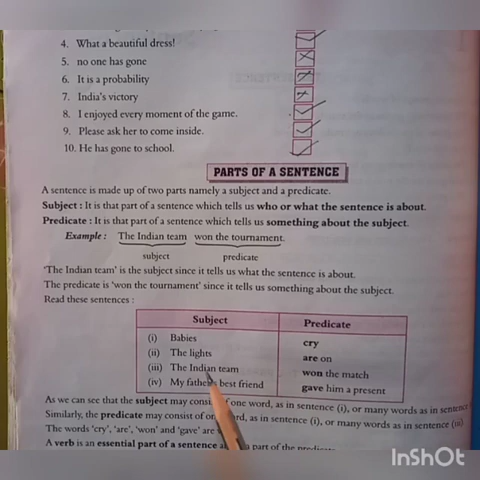 4. What a beautiful dress!
5. no one has gone
6. It is a probability
7. India's victory
8. I enjoyed every moment of the game.
9. Please ask her to come inside.
10. He has gone to school.
PARTS OF A SENTENCE
A sentence is made up of two parts namely a subject and a predicate.
Subject : It is that part of a sentence which tells us who or what the sentence is about.
Predicate : It is that part of a sentence which tells us something about the subject.
Example : The Indian team won the tournament.
subject predicate
'The Indian team' is the subject since it tells us what the sentence is about.
The predicate is 'won the tournament' since it tells us something about the subject.
Read these sentences :
Subject Predicate
(i) Babies cry
(ii) The lights are on
(iii) The Indian team won the match
(iv) My father's best friend gave him a present
As we can see that the subject may consist of one word, as in sentence (i), or many words as in sentence
Similarly, the predicate may consist of one word, as in sentence (i), or many words as in sentence (iii)
The words 'cry', 'are', 'won' and 'gave' are
A verb is an essential part of a sentence a part of the
InShOt